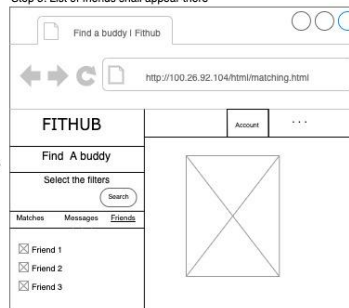 Step 3: List of friends shall appear there
Find a buddy I Fithub
http://100.26.92.104/html/matching.html
FITHUB
Account
...
Find A buddy
Select the filters
Search
Matches Messages Friends
Friend 1
Friend 2
Friend 3